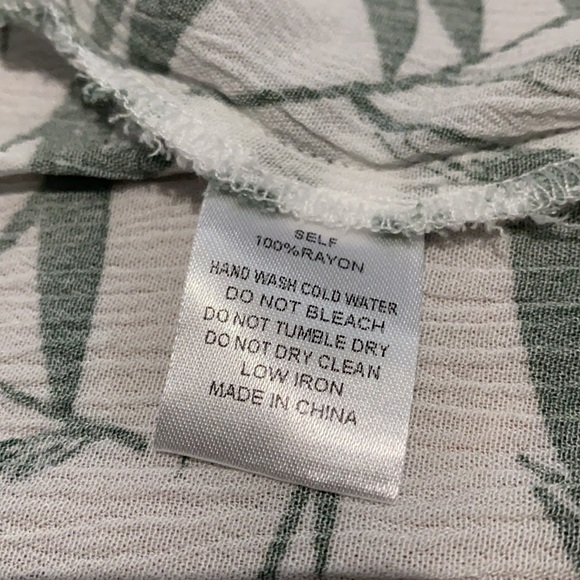 SELF
100%RAYON
HAND WASH COLD WATER
DO NOT BLEACH
DO NOT TUMBLE DRY
DO NOT DRY CLEAN
LOW IRON
MADE IN CHINA